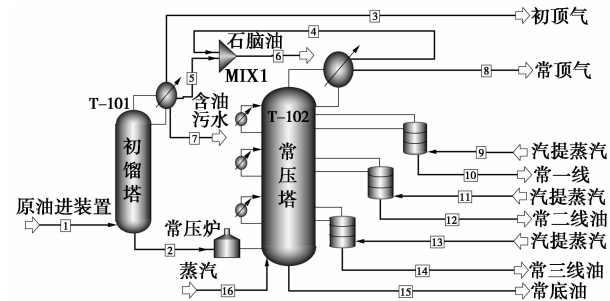 3
初顶气
4
石脑油
6
5
MIX1
8
常顶气
T-101
含油
污水
7
T-102
初
馏
塔
常
压
塔
9
汽提蒸汽
10
常一线
11
汽提蒸汽
12
常二线油
13
汽提蒸汽
14
常三线油
原油进装置
1
2
常压炉
蒸汽
16
15
常底油